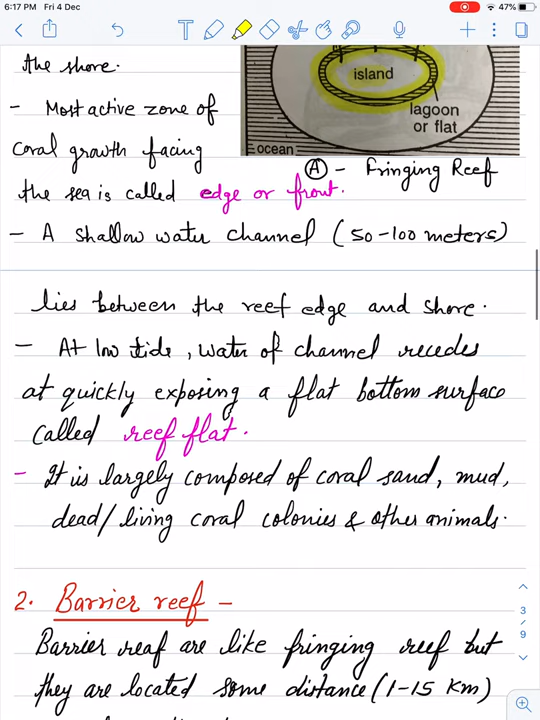 6:17 PM Fri 4 Dec
47%
the shore.
island
- Most active zone of
lagoon
or flat
coral growth facing
ocean
A - Fringing Reef
the sea is called edge or front.
- A shallow water channel (50-100 meters)
lies between the reef edge and shore.
- At low tide, water of channel recedes
at quickly exposing a flat bottom surface
called reef flat.
- It is largely composed of coral sand, mud,
dead/living coral colonies & other animals.
2. Barrier reef -
3
/
9
Barrier reaf are like fringing reef but
they are located some distance (1-15 km)